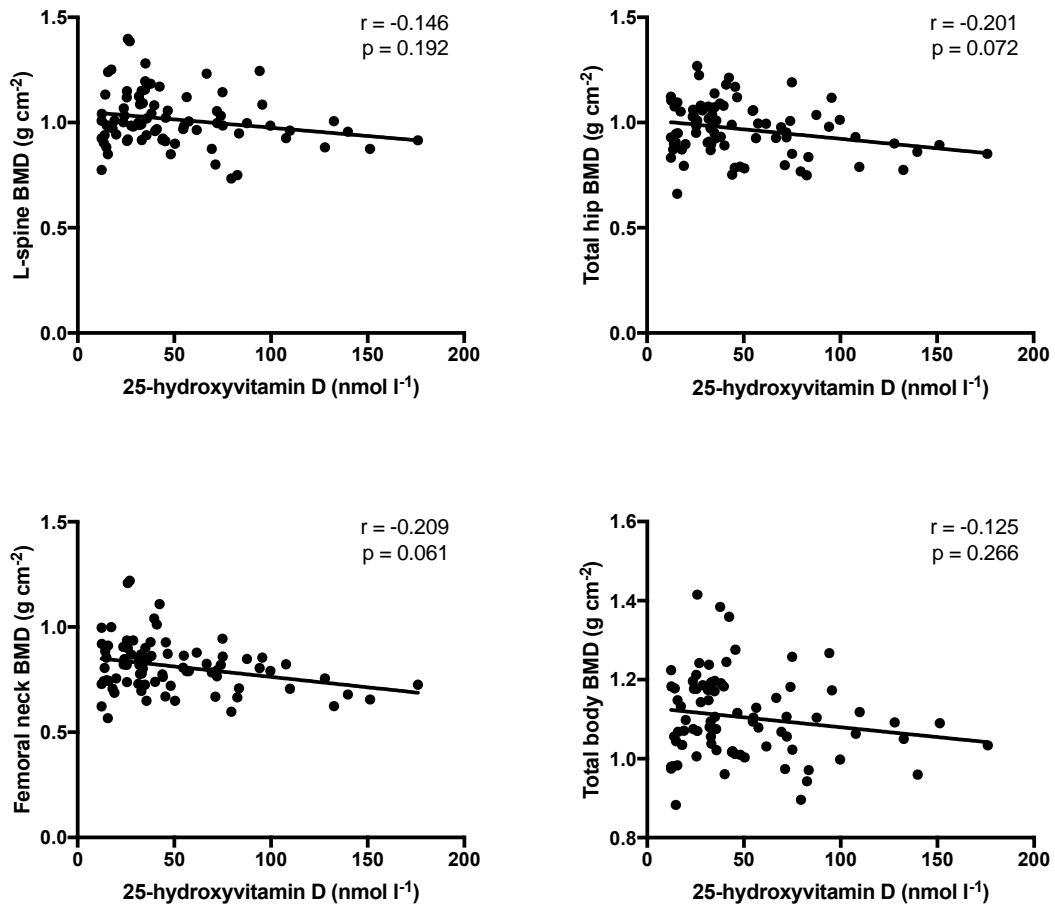 r = -0.146
p = 0.192
L-spine BMD (g cm⁻²)
1.5
1.0
0.5
0.0
0 50 100 150 200
25-hydroxyvitamin D (nmol l⁻¹)
r = -0.201
p = 0.072
Total hip BMD (g cm⁻²)
1.5
1.0
0.5
0.0
0 50 100 150 200
25-hydroxyvitamin D (nmol l⁻¹)
r = -0.209
p = 0.061
Femoral neck BMD (g cm⁻²)
1.5
1.0
0.5
0.0
0 50 100 150 200
25-hydroxyvitamin D (nmol l⁻¹)
r = -0.125
p = 0.266
Total body BMD (g cm⁻²)
1.6
1.4
1.2
1.0
0.8
0 50 100 150 200
25-hydroxyvitamin D (nmol l⁻¹)